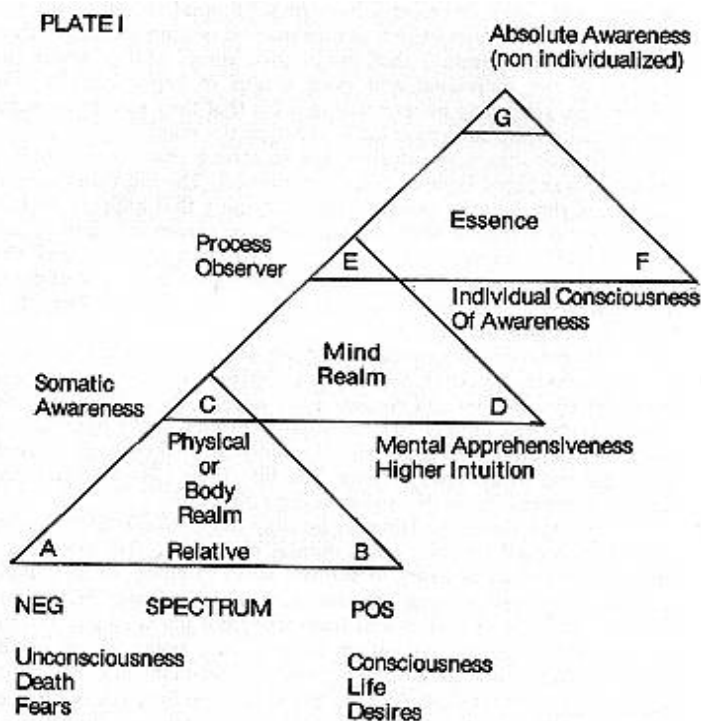 PLATE I
Absolute Awareness
(non individualized)
G
Essence
Process
Observer
E
F
Individual Consciousness
Of Awareness
Mind
Realm
Somatic
Awareness
C
D
Mental Apprehensiveness
Higher Intuition
Physical
or
Body
Realm
A
Relative
B
NEG
SPECTRUM
POS
Unconsciousness
Death
Fears
Consciousness
Life
Desires